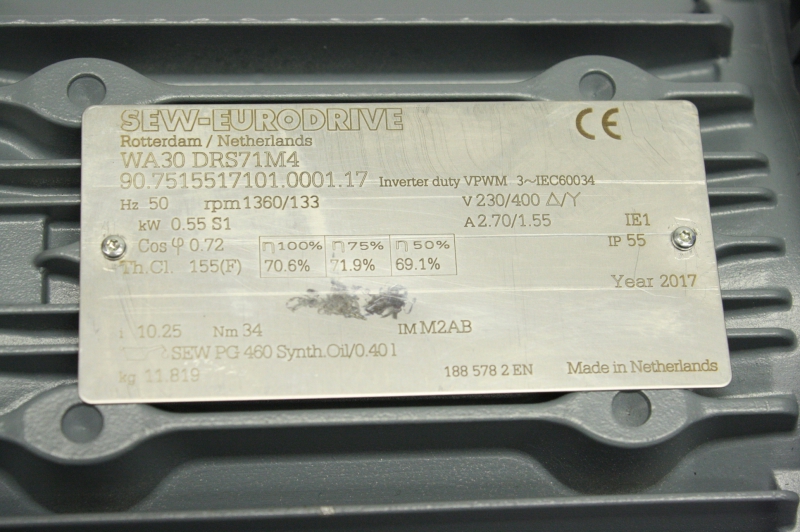 SEW-EURODRIVE CE
Rotterdam / Netherlands
WA30 DRS71M4
90.7515517101.0001.17 Inverter duty VPWM 3~IEC60034
Hz 50 rpm 1360/133 V 230/400 △/Y
kW 0.55 S1 A 2.70/1.55 IE1
Cos φ 0.72 η 100% η 75% η 50% IP 55
Th.Cl. 155(F) 70.6% 71.9% 69.1%
Year 2017
i 10.25 Nm 34 IM M2AB
SEW PG 460 Synth.Oil/0.40 l
kg 11.819 188 578 2 EN Made in Netherlands